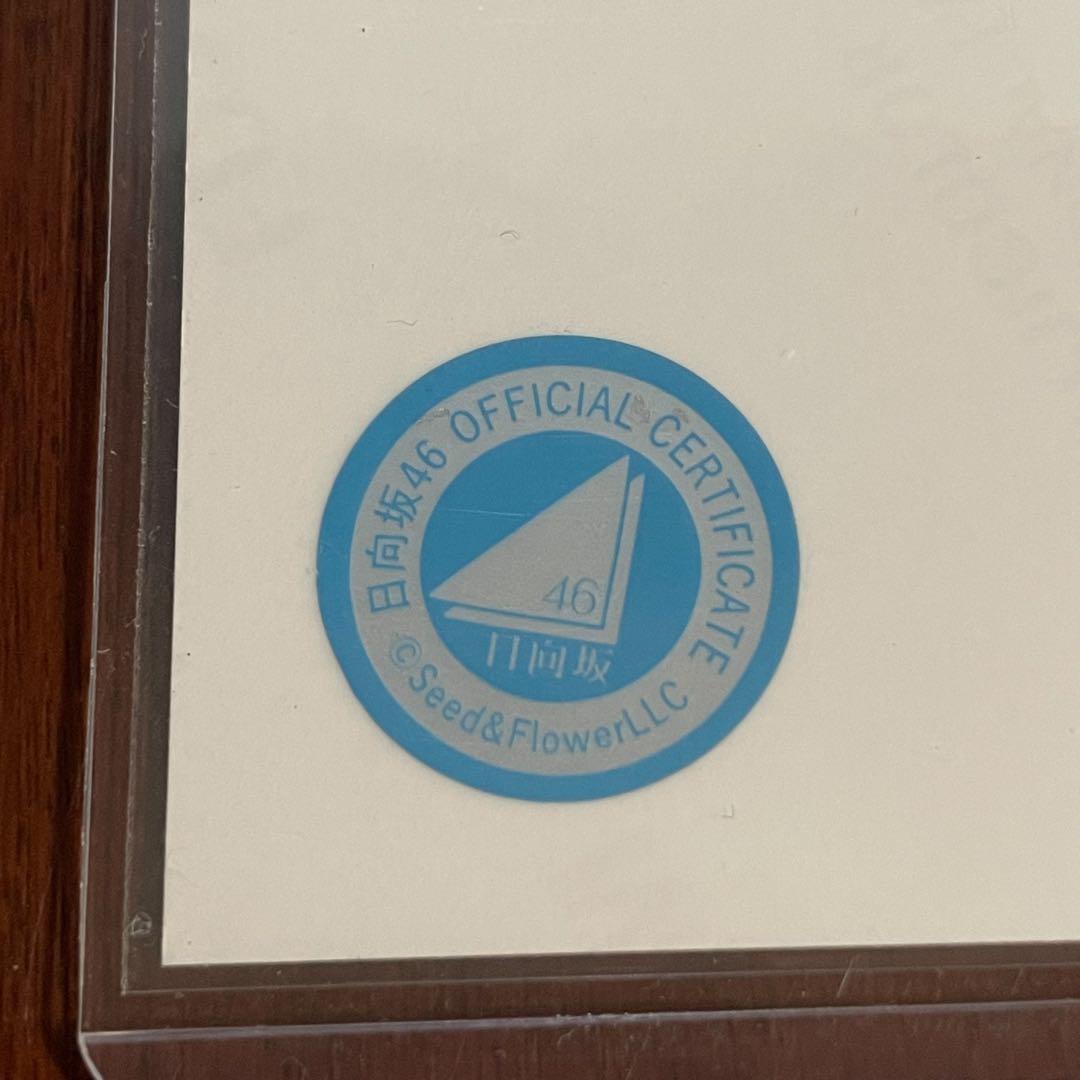 日向坂46 OFFICIAL CERTIFICATE
46
日向坂
©Seed&FlowerLLC